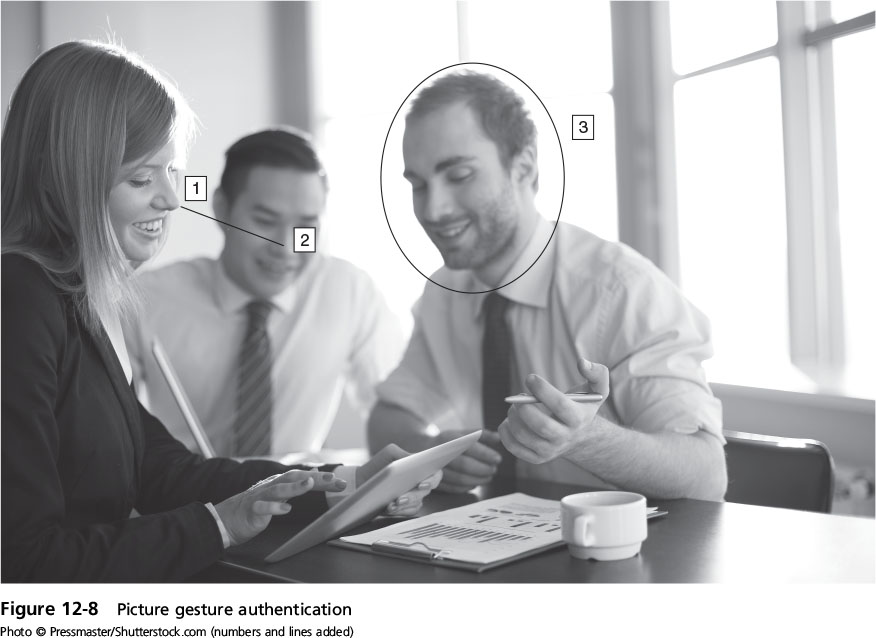 1
2
3
Figure 12-8 Picture gesture authentication
Photo © Pressmaster/Shutterstock.com (numbers and lines added)